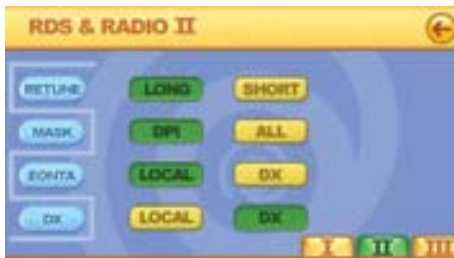 RDS & RADIO II
RETUNE LONG SHORT
MASK DPI ALL
EONTA LOCAL DX
DX LOCAL DX
I II III